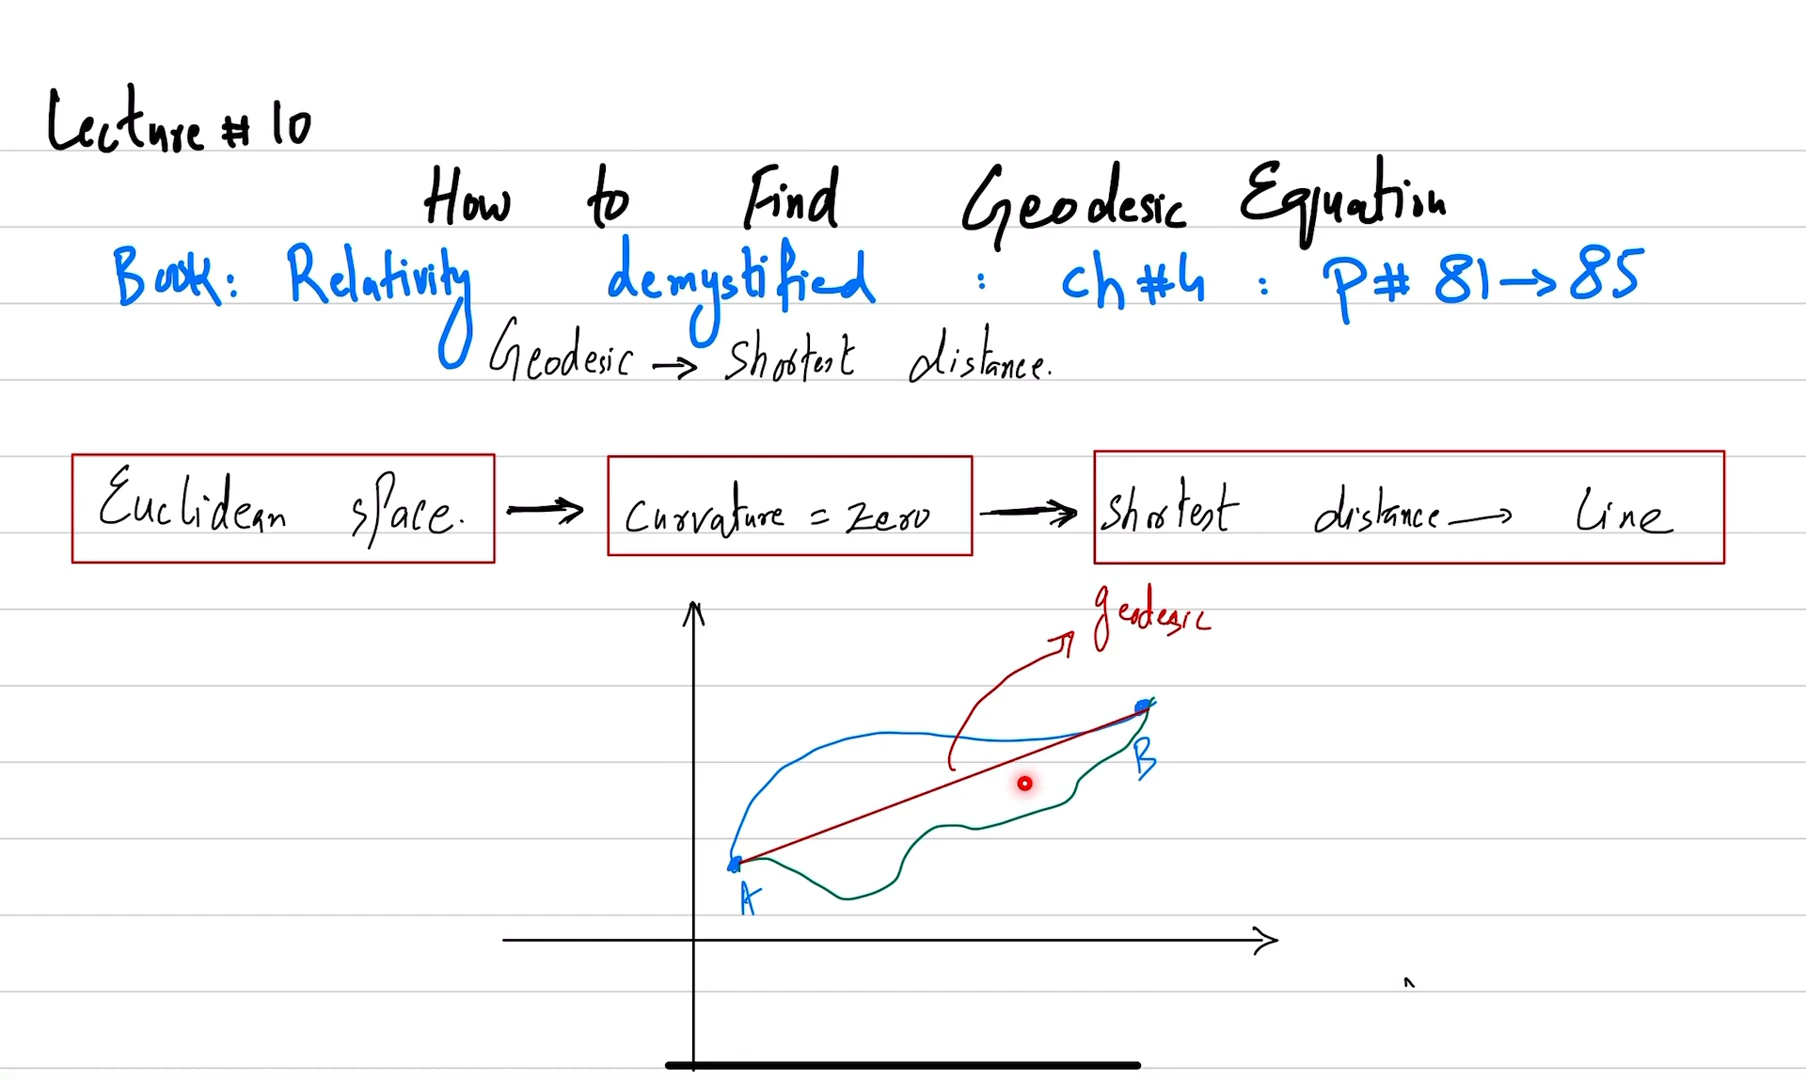 Lecture # 10
How to Find Geodesic Equation
Book: Relativity demystified : ch #4 : P# 81→85
Geodesic → shortest distance.
Euclidean space. → curvature = zero → shortest distance → Line
geodesic
B
A